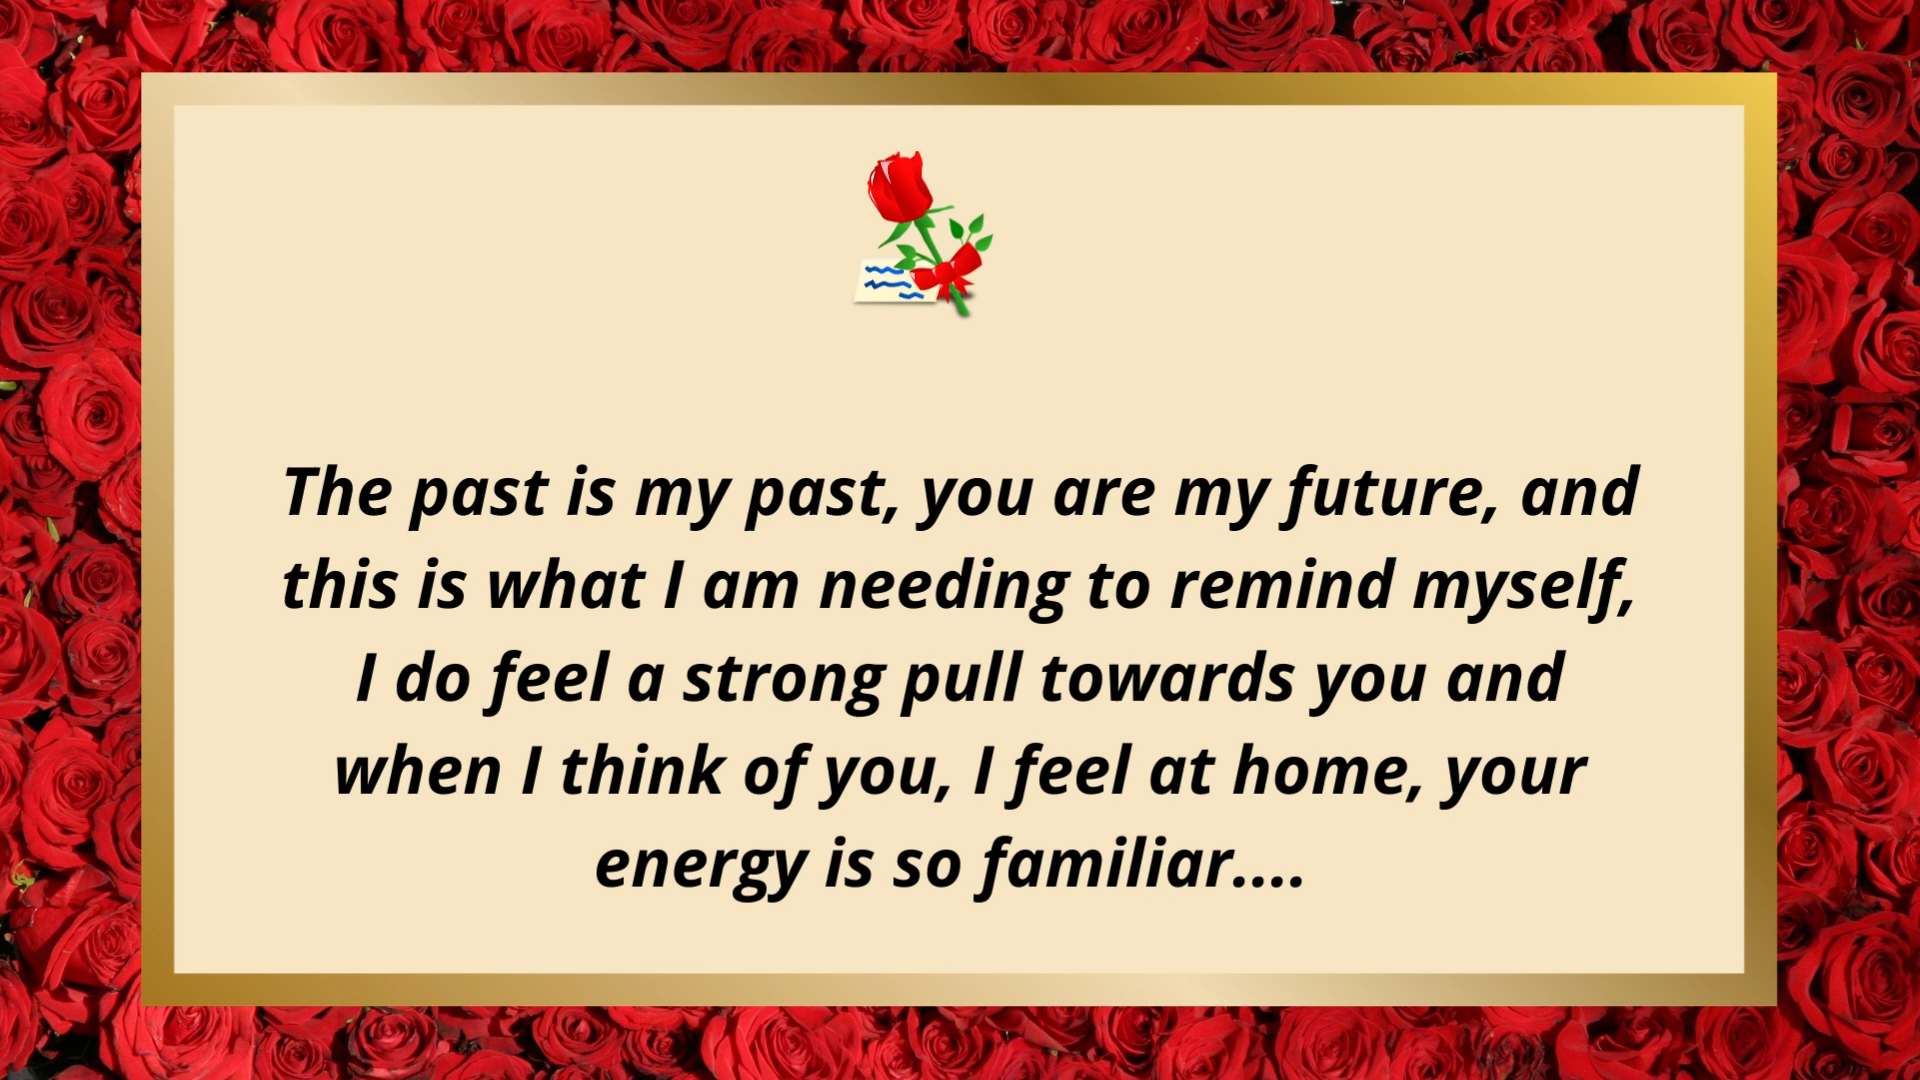 The past is my past, you are my future, and
this is what I am needing to remind myself,
I do feel a strong pull towards you and
when I think of you, I feel at home, your
energy is so familiar....